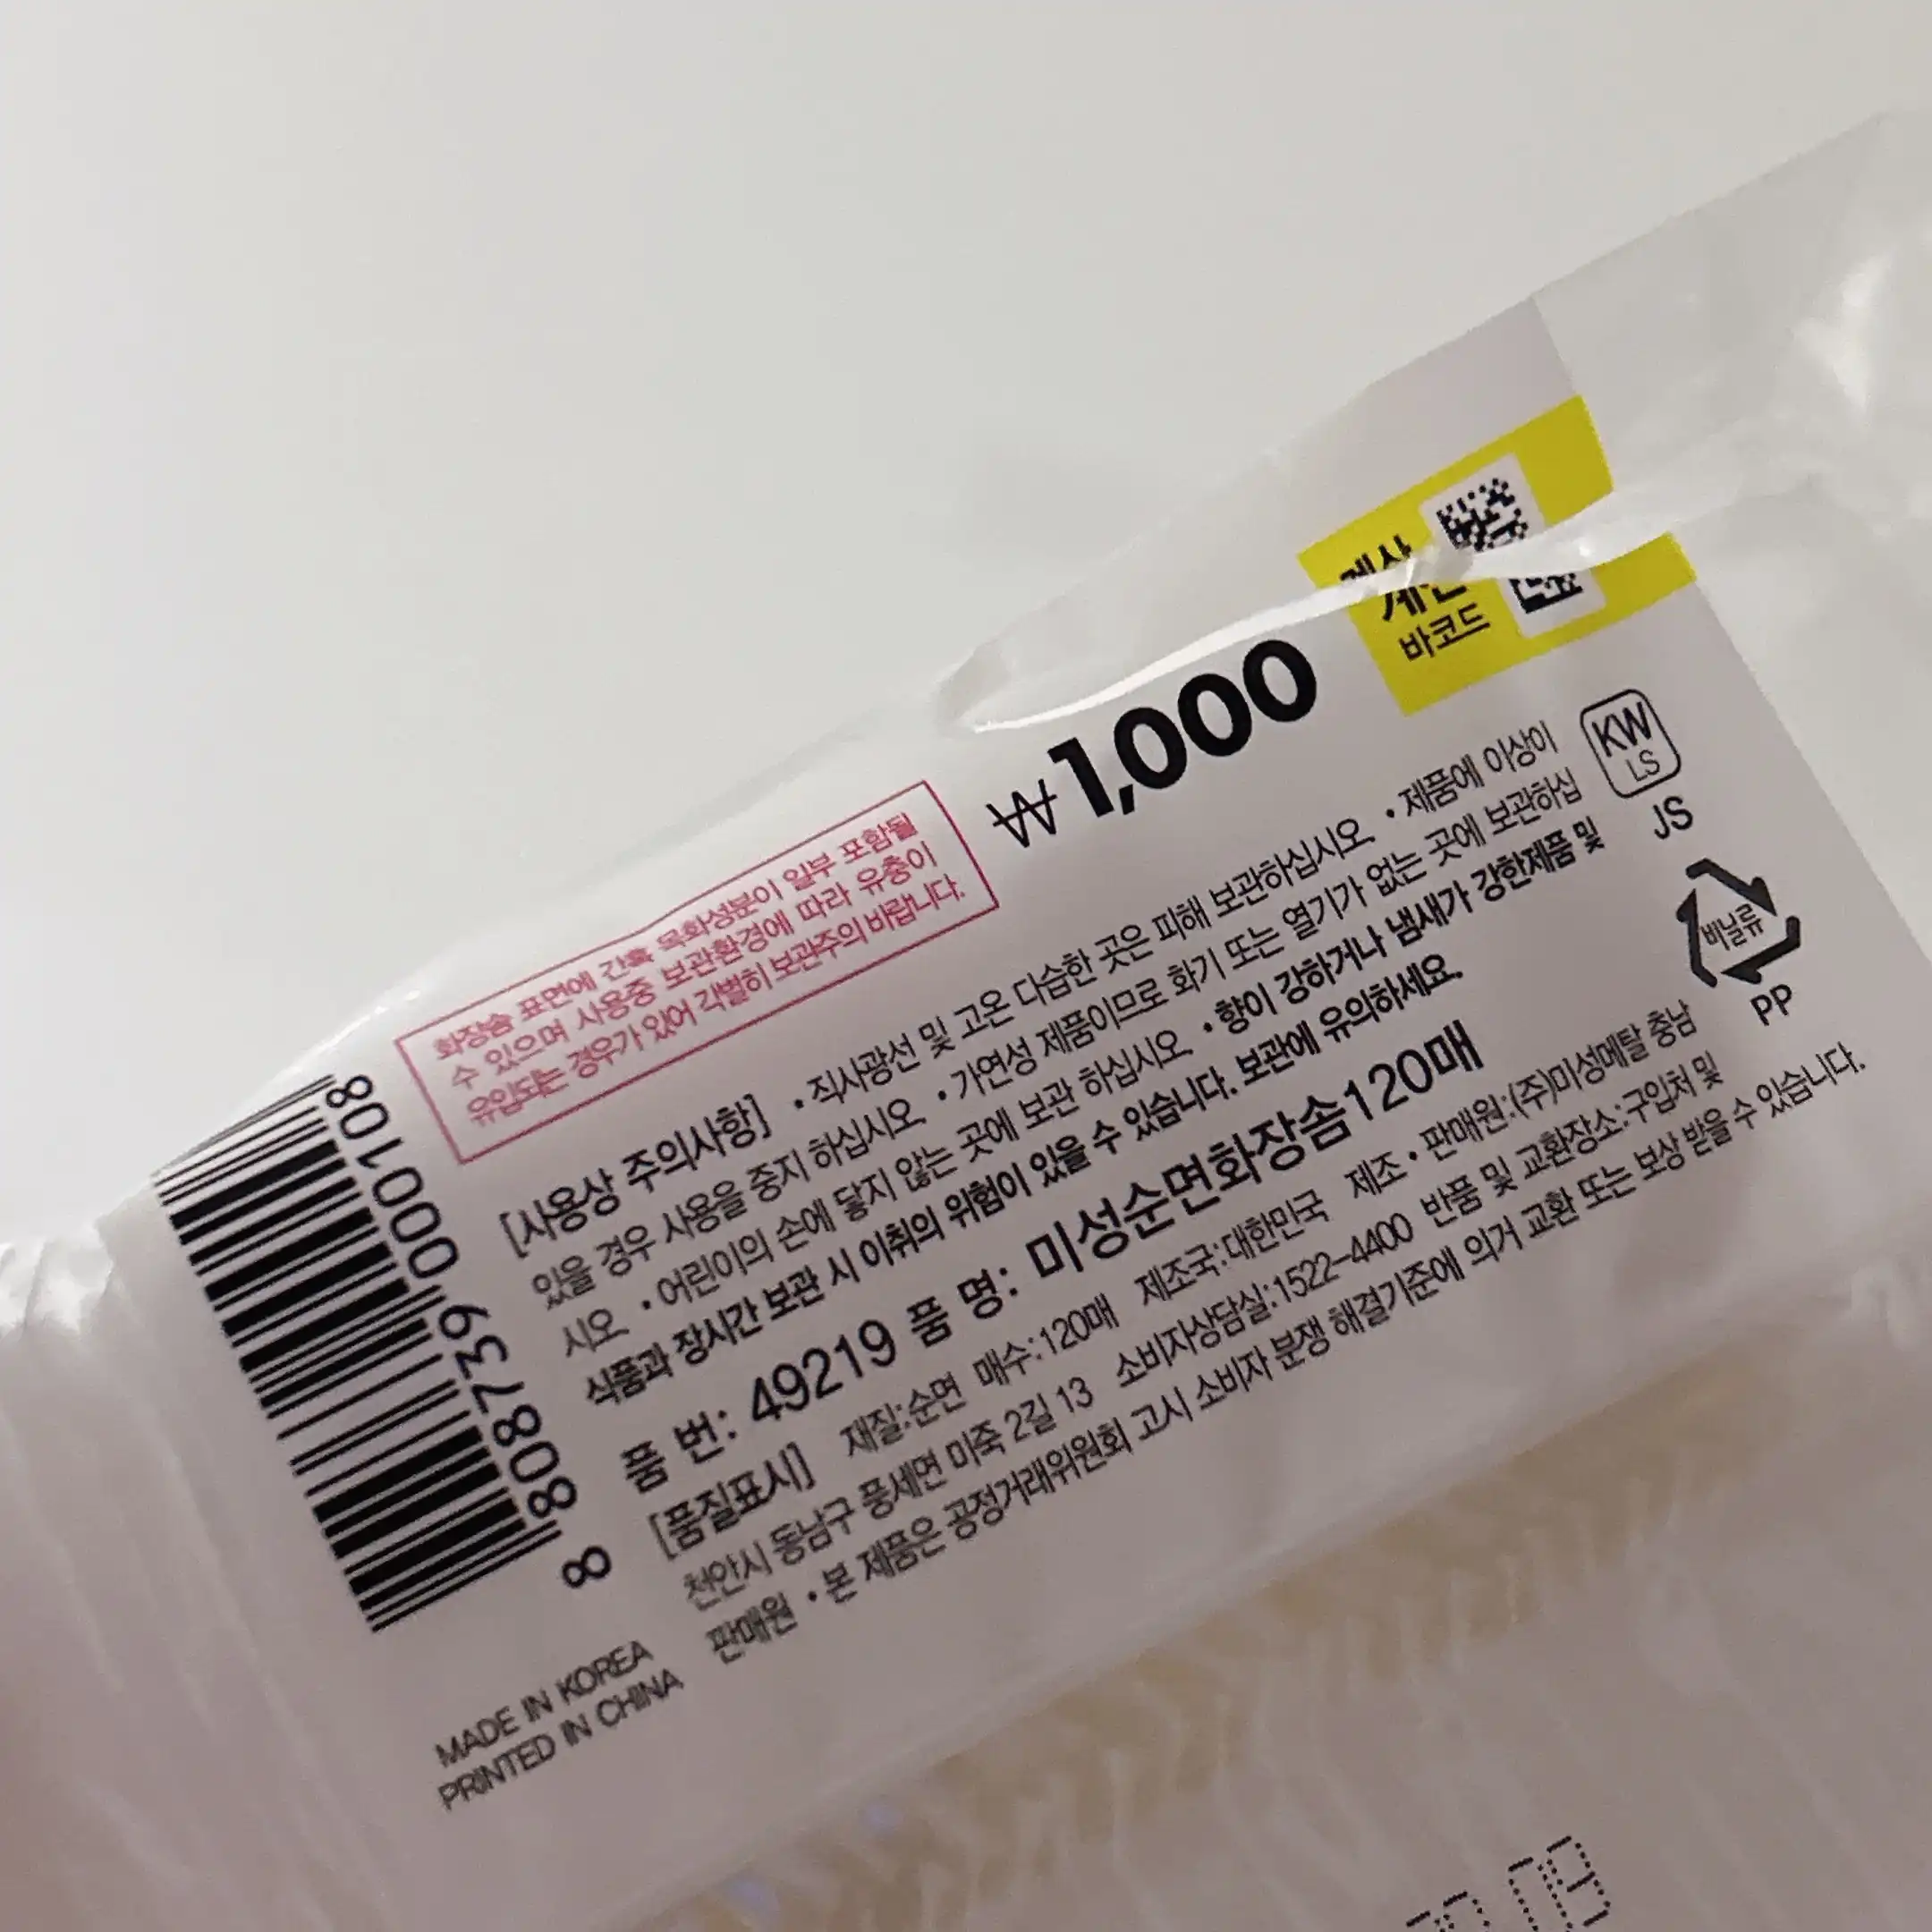 계산
바코드
₩1,000
화장솜 표면에 간혹 목화성분이 일부 포함될
수 있으며 사용중 보관환경에 따라 유충이
유입되는 경우가 있어 각별히 보관주의 바랍니다.
[사용상 주의사항] • 직사광선 및 고온 다습한 곳은 피해 보관하십시오. • 제품에 이상이
있을 경우 사용을 중지 하십시오. • 가연성 제품이므로 화기 또는 열기가 없는 곳에 보관하십
시오. • 어린이의 손에 닿지 않는 곳에 보관 하십시오. • 향이 강하거나 냄새가 강한제품 및
식품과 장시간 보관 시 이취의 위험이 있을 수 있습니다. 보관에 유의하세요.
품 번: 49219 품 명: 미성순면화장솜120매
[품질표시] 재질:순면 매수:120매 제조국:대한민국 제조•판매원:(주)미성메탈 충남
천안시 동남구 풍세면 미죽 2길 13 소비자상담실:1522-4400 반품 및 교환장소:구입처 및
판매원 • 본 제품은 공정거래위원회 고시 소비자 분쟁 해결기준에 의거 교환 또는 보상 받을 수 있습니다.
KW
LS
JS
비닐류
PP
8 808739 000108
MADE IN KOREA
PRINTED IN CHINA